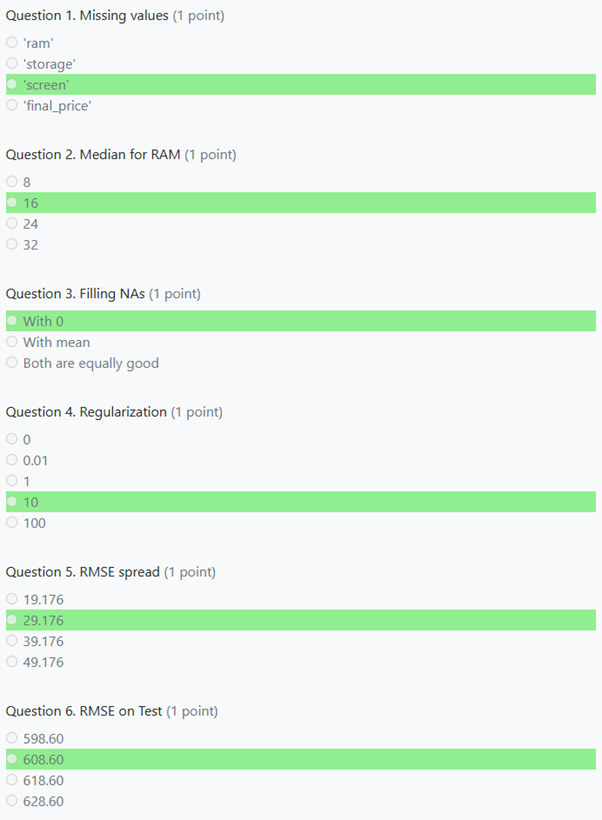 Question 1. Missing values (1 point)
'ram'
'storage'
'screen'
'final_price'
Question 2. Median for RAM (1 point)
8
16
24
32
Question 3. Filling NAs (1 point)
With 0
With mean
Both are equally good
Question 4. Regularization (1 point)
0
0.01
1
10
100
Question 5. RMSE spread (1 point)
19.176
29.176
39.176
49.176
Question 6. RMSE on Test (1 point)
598.60
608.60
618.60
628.60